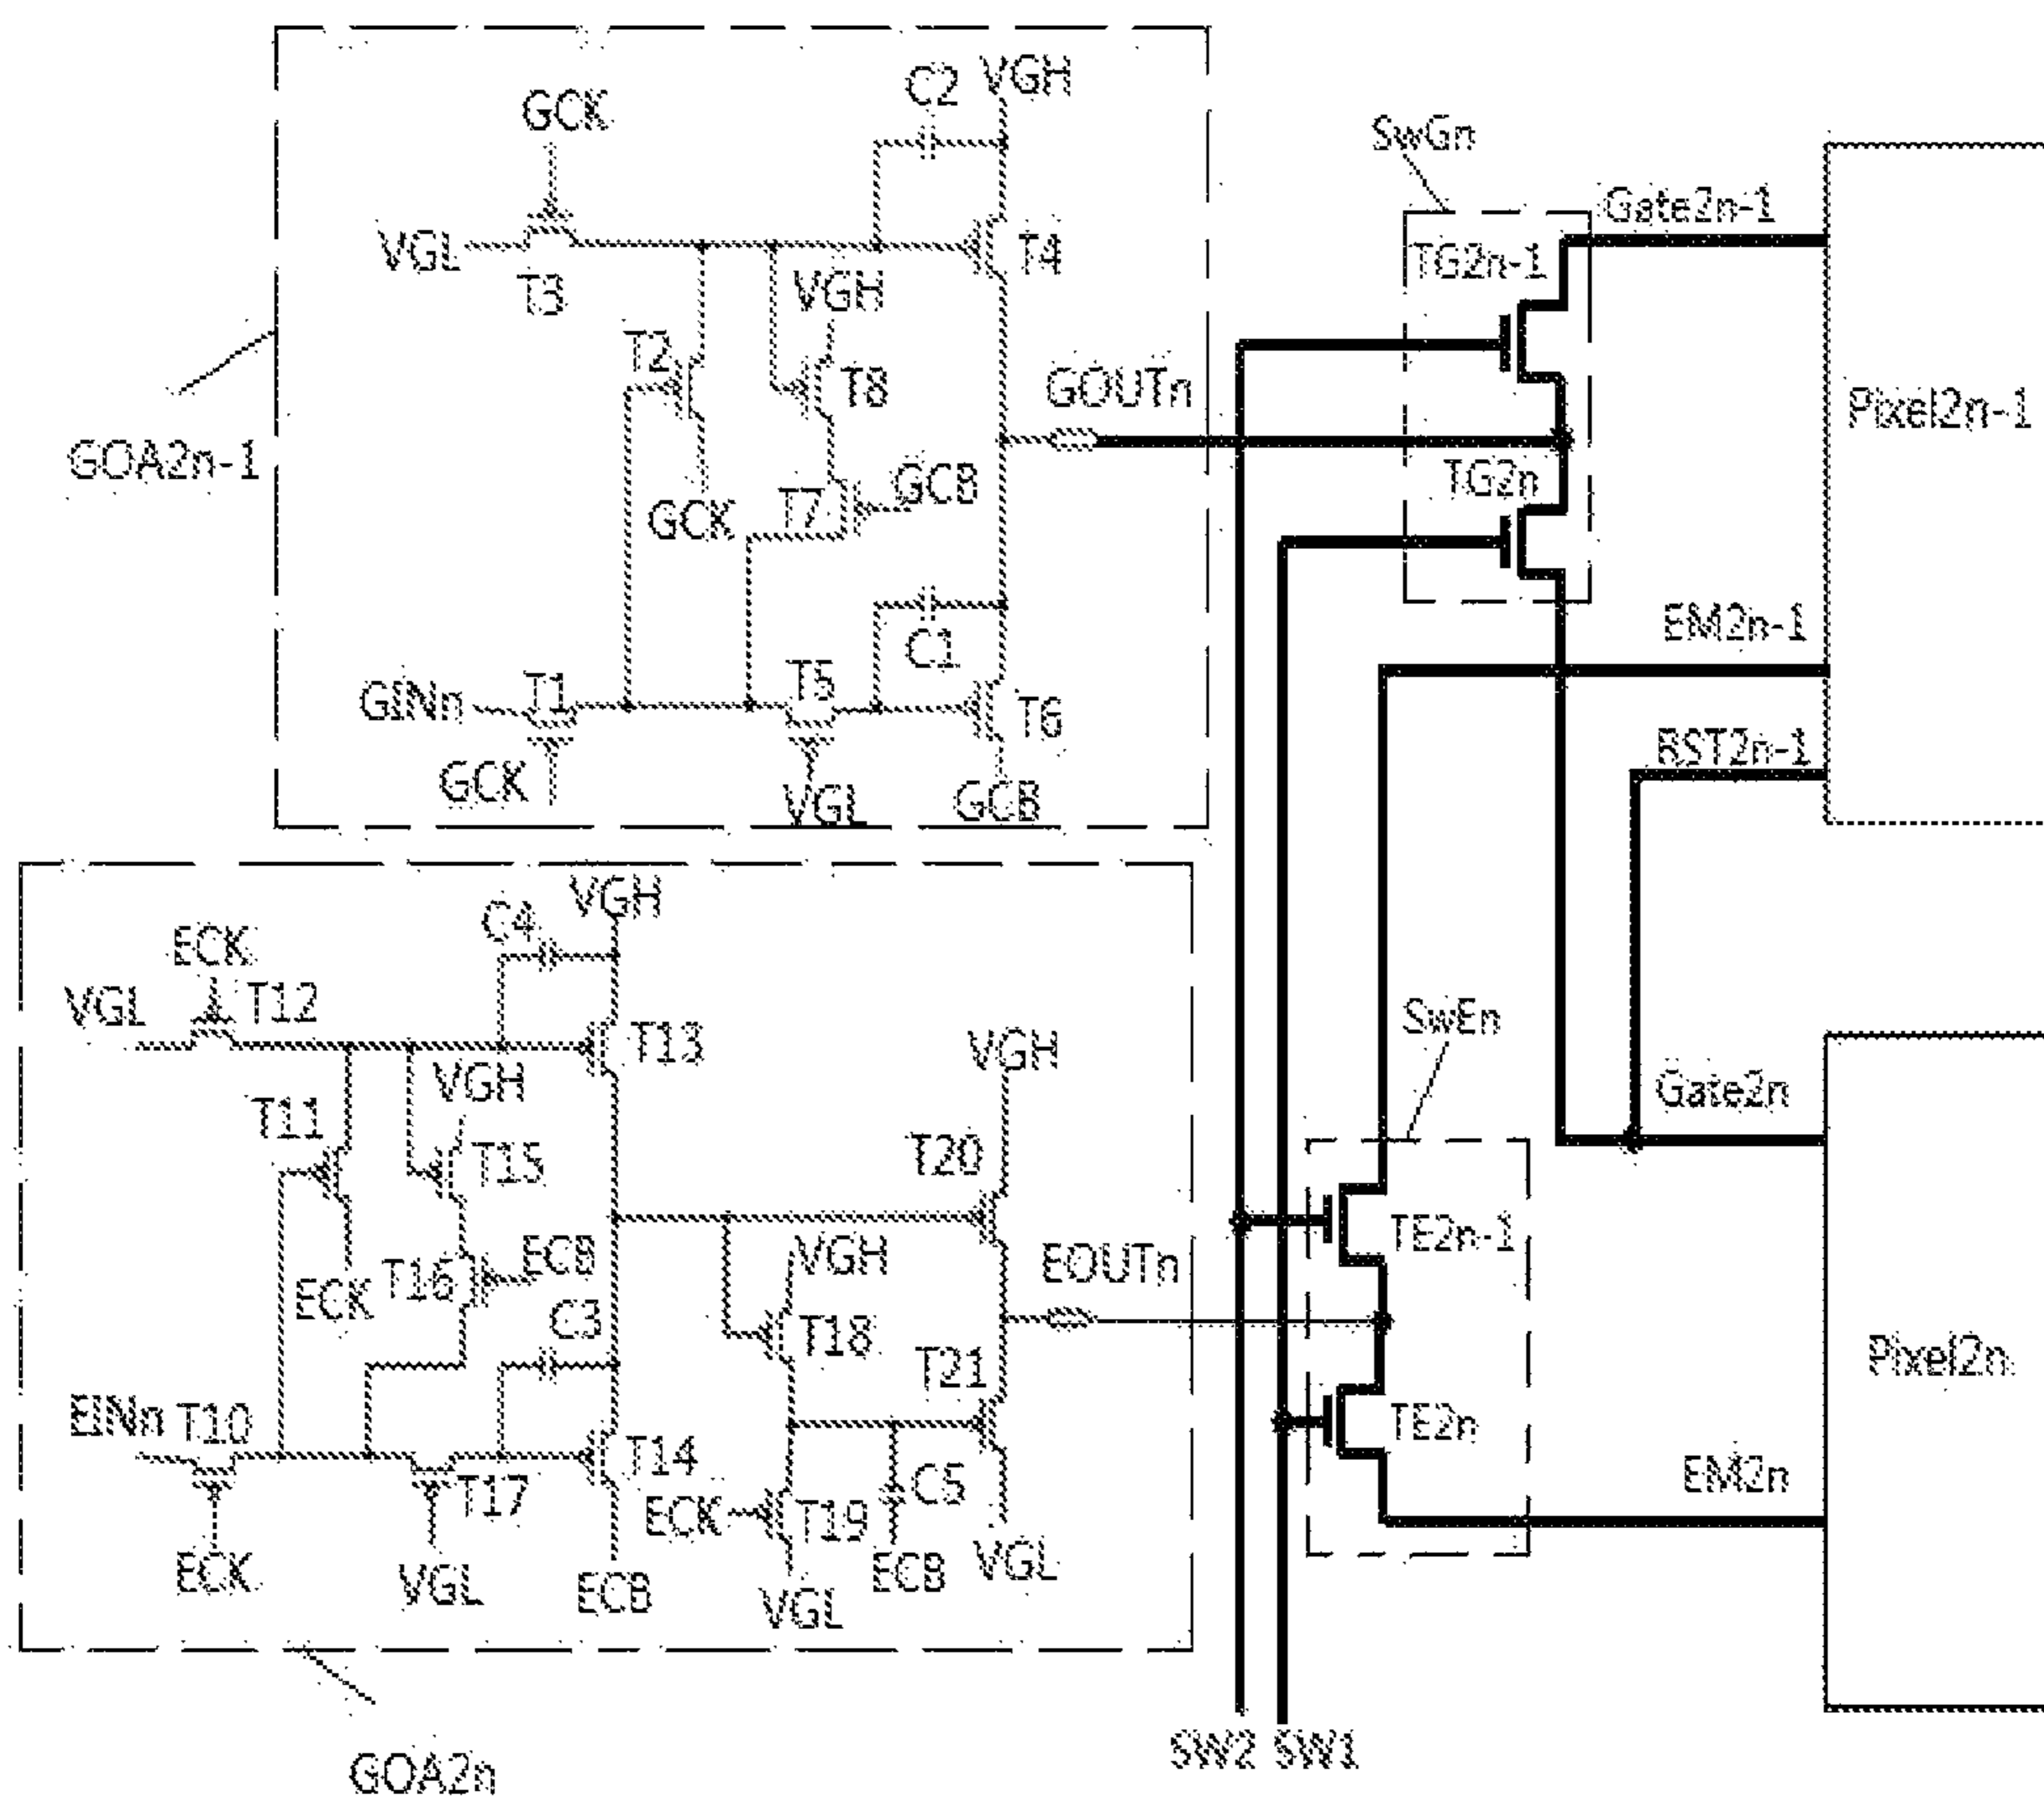 GCK
C2
VGH
SwGn
Gate2n-1
VGL
T3
T4
TG2n-1
VGH
T2
T8
GOUTn
Pixel2n-1
GOA2n-1
GCK
T7
GCB
TG2n
C1
EM2n-1
GINn
T1
T5
T6
RST2n-1
GCK
VGL
GCB
VGH
C4
ECK
VGL
T12
T13
VGH
SwEn
VGH
T11
T15
T20
Gate2n
ECK
T16
ECB
C3
VGH
EOUTn
TE2n-1
T18
T21
Pixel2n
EINn
T10
T17
T14
ECK
T19
C5
TE2n
EM2n
ECK
VGL
ECB
VGL
ECB
VGL
SW2
SW1
GOA2n